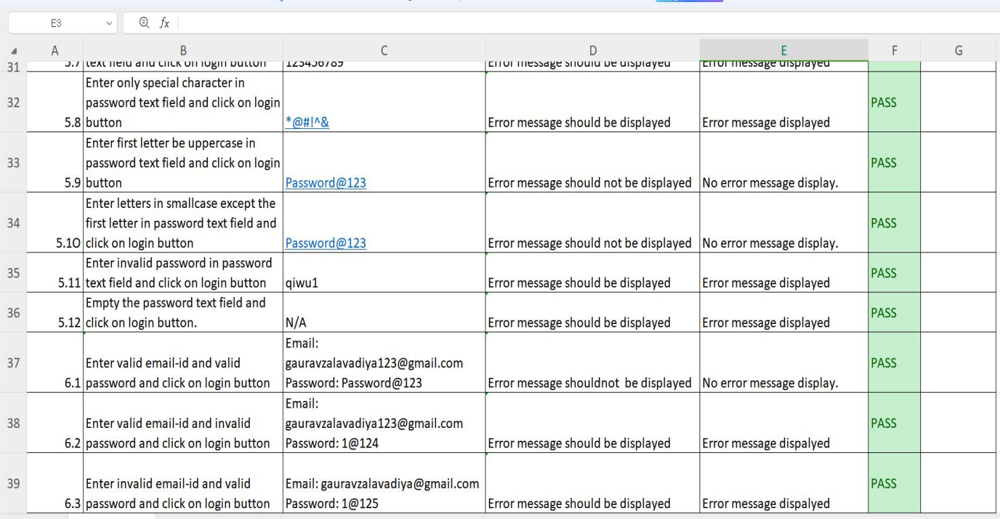 E3
fx
A B C D E F G
31 5.7 text field and click on login button 123456789 Error message should be displayed Error message displayed
32 Enter only special character in
password text field and click on login PASS
5.8 button *@#!^& Error message should be displayed Error message displayed
33 Enter first letter be uppercase in
password text field and click on login PASS
5.9 button Password@123 Error message should not be displayed No error message display.
34 Enter letters in smallcase except the
first letter in password text field and PASS
5.10 click on login button Password@123 Error message should not be displayed No error message display.
35 Enter invalid password in password PASS
5.11 text field and click on login button qiwu1 Error message should be displayed Error message displayed
36 Empty the password text field and PASS
5.12 click on login button. N/A Error message should be displayed Error message displayed
Email:
37 Enter valid email-id and valid gauravzalavadiya123@gmail.com PASS
6.1 password and click on login button Password: Password@123 Error message shouldnot  be displayed No error message display.
Email:
38 Enter valid email-id and invalid gauravzalavadiya123@gmail.com PASS
6.2 password and click on login button Password: 1@124 Error message should be displayed Error message dispalyed
39 Enter invalid email-id and valid Email: gauravzalavadiya@gmail.com PASS
6.3 password and click on login button Password: 1@125 Error message should be displayed Error message dispalyed